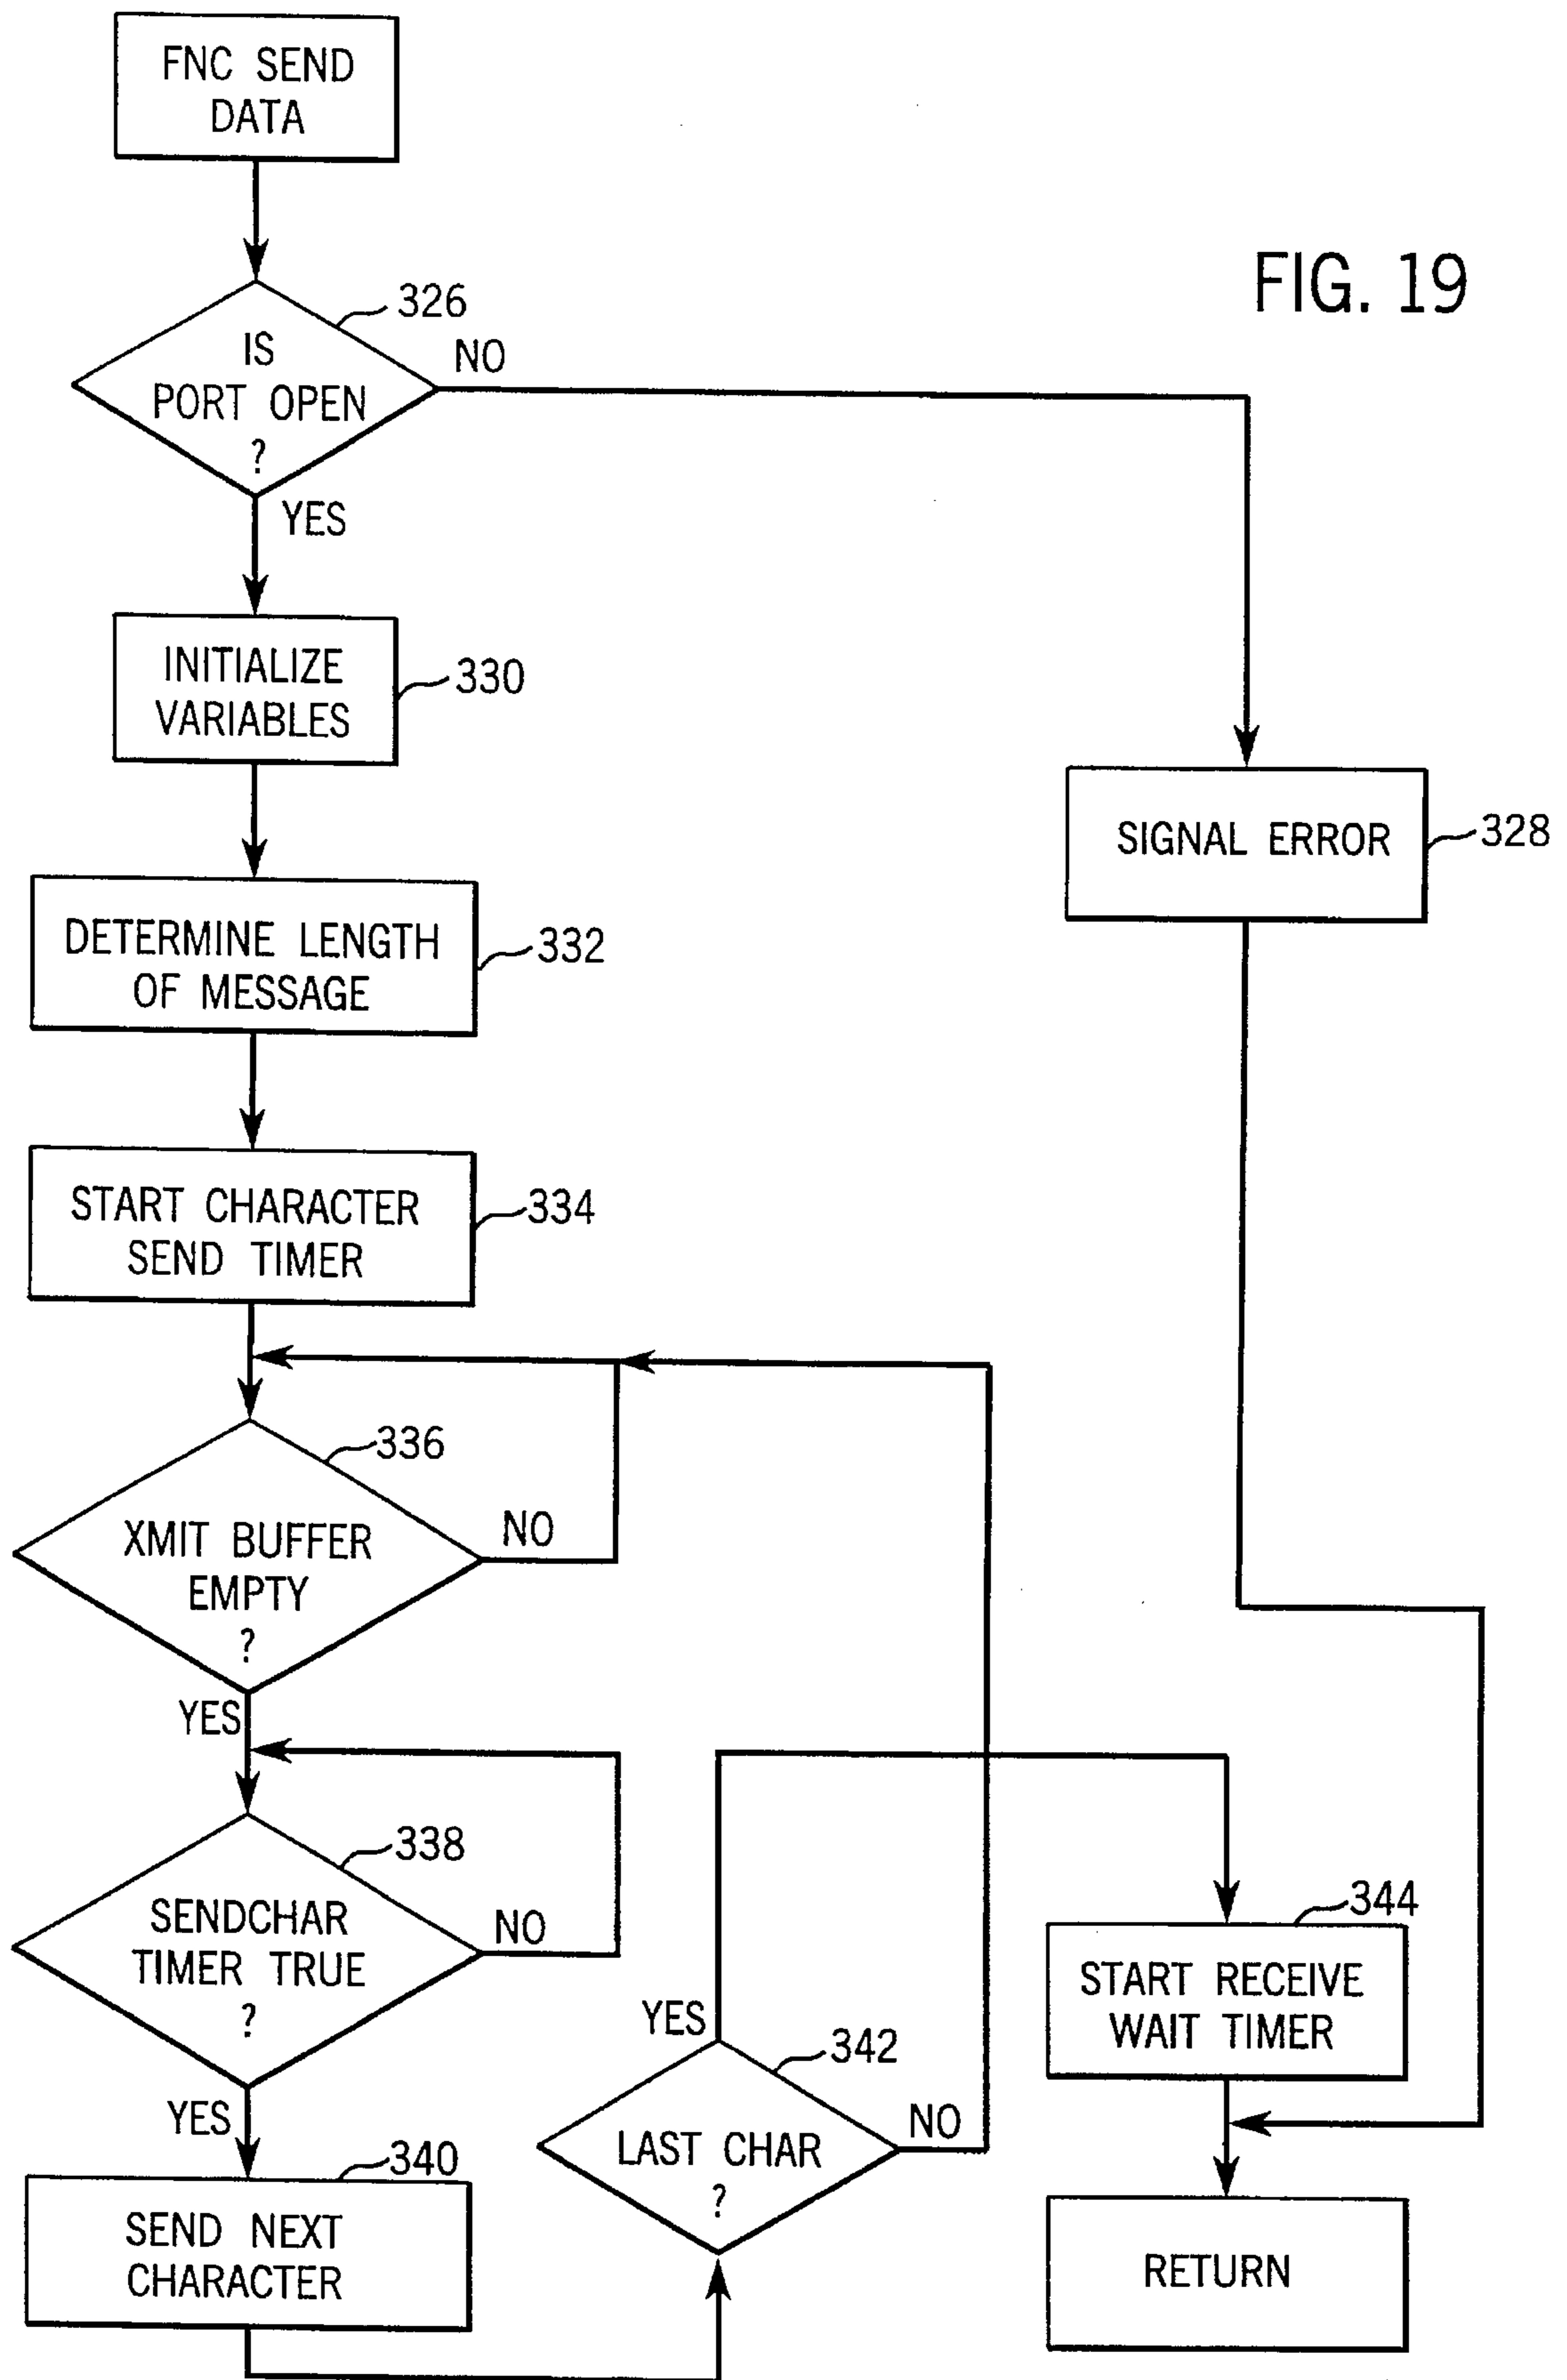 FNC SEND
DATA
FIG. 19
326
IS
PORT OPEN
?
NO
YES
INITIALIZE
VARIABLES
330
SIGNAL ERROR
328
DETERMINE LENGTH
OF MESSAGE
332
START CHARACTER
SEND TIMER
334
336
XMIT BUFFER
EMPTY
?
NO
YES
338
SENDCHAR
TIMER TRUE
?
NO
YES
340
SEND NEXT
CHARACTER
YES
342
LAST CHAR
?
NO
344
START RECEIVE
WAIT TIMER
RETURN